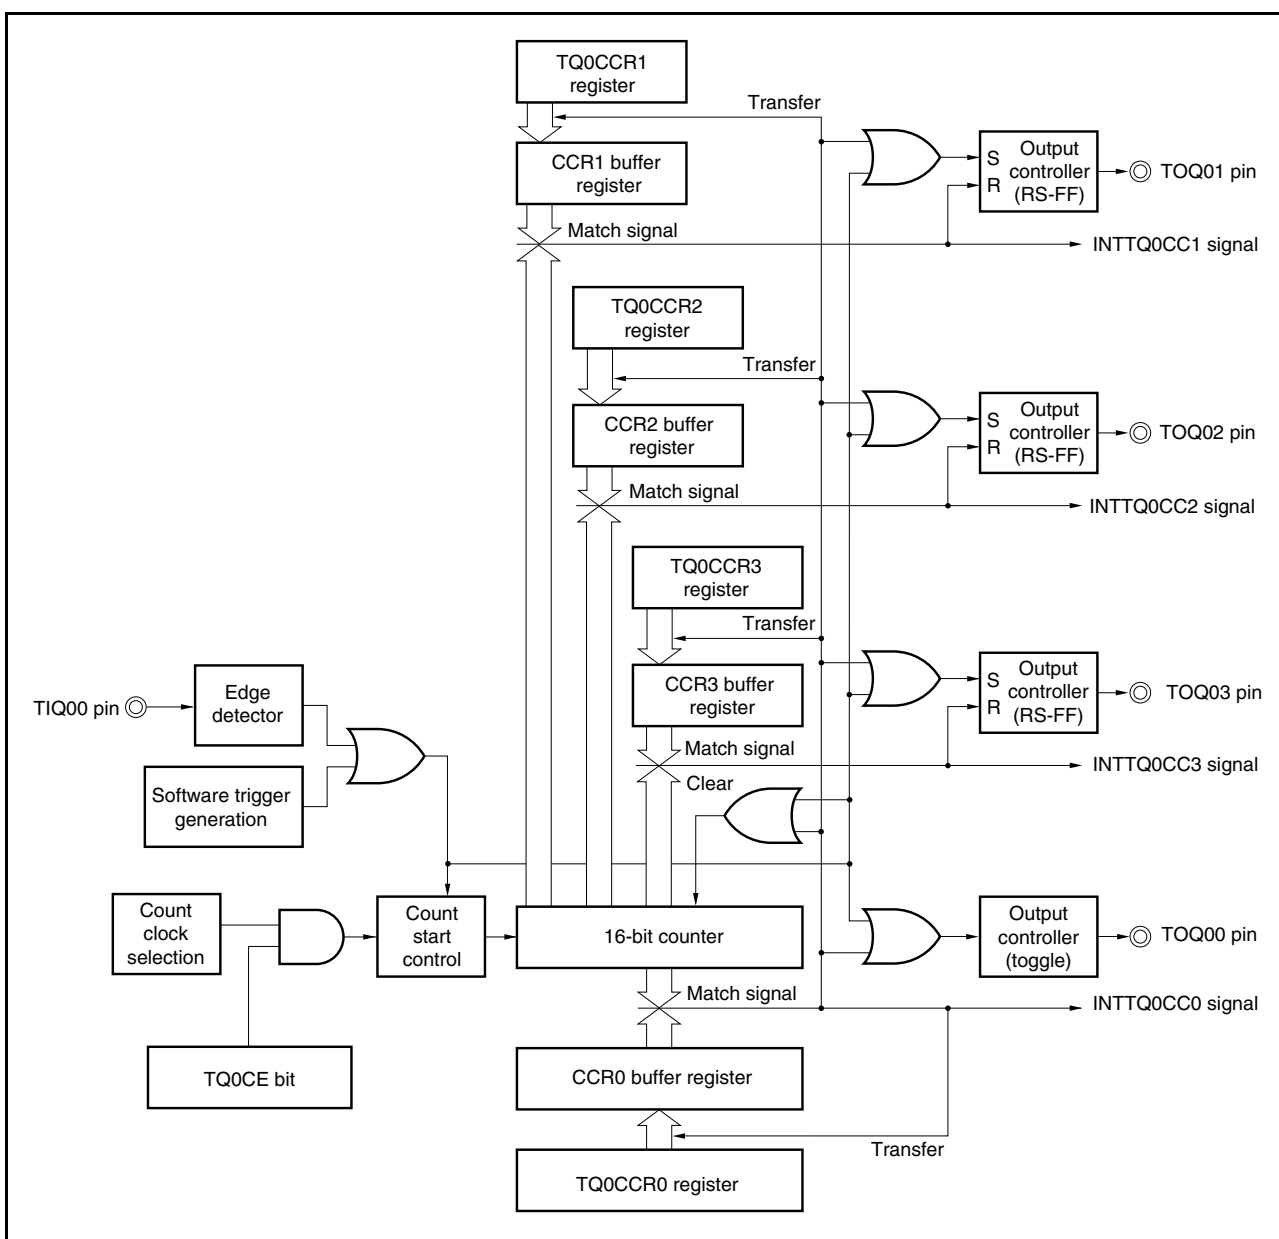 TQ0CCR1
register
Transfer
CCR1 buffer
register
S
R
Output
controller
(RS-FF)
TOQ01 pin
Match signal
INTTQ0CC1 signal
TQ0CCR2
register
Transfer
CCR2 buffer
register
S
R
Output
controller
(RS-FF)
TOQ02 pin
Match signal
INTTQ0CC2 signal
TQ0CCR3
register
Transfer
CCR3 buffer
register
S
R
Output
controller
(RS-FF)
TOQ03 pin
TIQ00 pin
Edge
detector
Match signal
INTTQ0CC3 signal
Software trigger
generation
Clear
Count
clock
selection
Count
start
control
16-bit counter
Output
controller
(toggle)
TOQ00 pin
Match signal
INTTQ0CC0 signal
TQ0CE bit
CCR0 buffer register
Transfer
TQ0CCR0 register